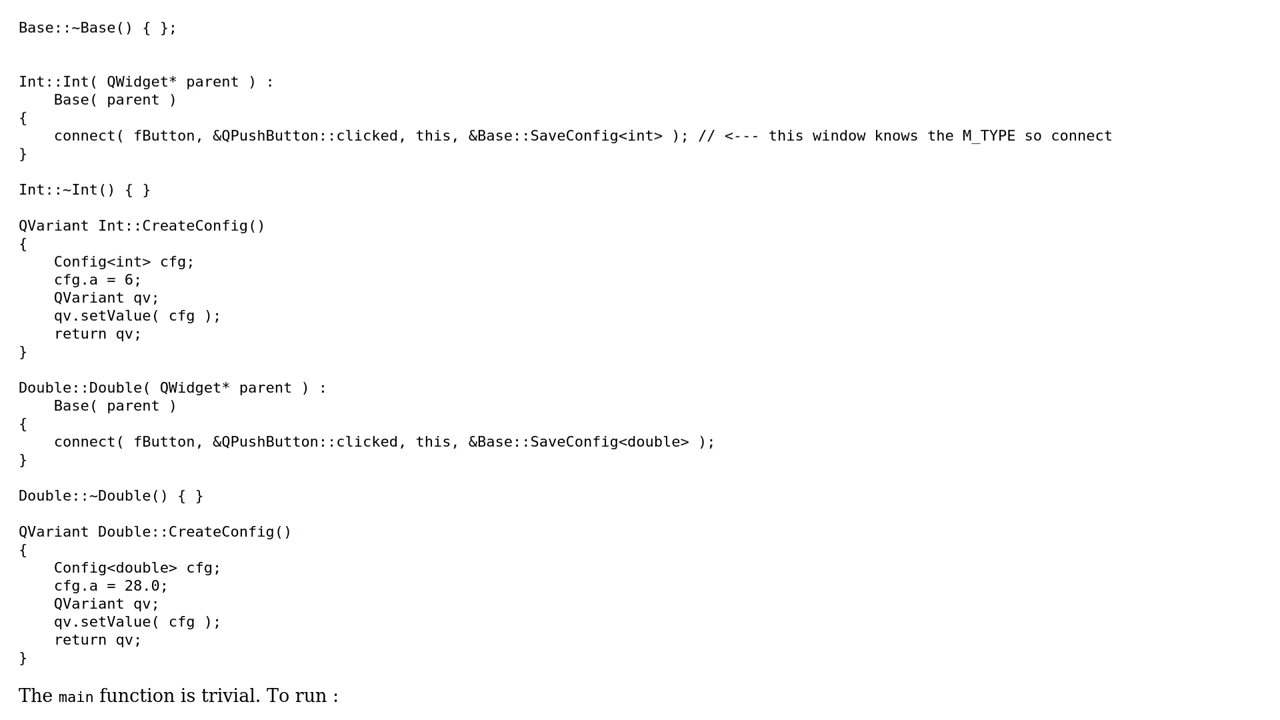 Base::~Base() { };
Int::Int( QWidget* parent ) :
    Base( parent )
{
    connect( fButton, &QPushButton::clicked, this, &Base::SaveConfig<int> ); // <--- this window knows the M_TYPE so connect
}
Int::~Int() { }
QVariant Int::CreateConfig()
{
    Config<int> cfg;
    cfg.a = 6;
    QVariant qv;
    qv.setValue( cfg );
    return qv;
}
Double::Double( QWidget* parent ) :
    Base( parent )
{
    connect( fButton, &QPushButton::clicked, this, &Base::SaveConfig<double> );
}
Double::~Double() { }
QVariant Double::CreateConfig()
{
    Config<double> cfg;
    cfg.a = 28.0;
    QVariant qv;
    qv.setValue( cfg );
    return qv;
}
The main function is trivial. To run :